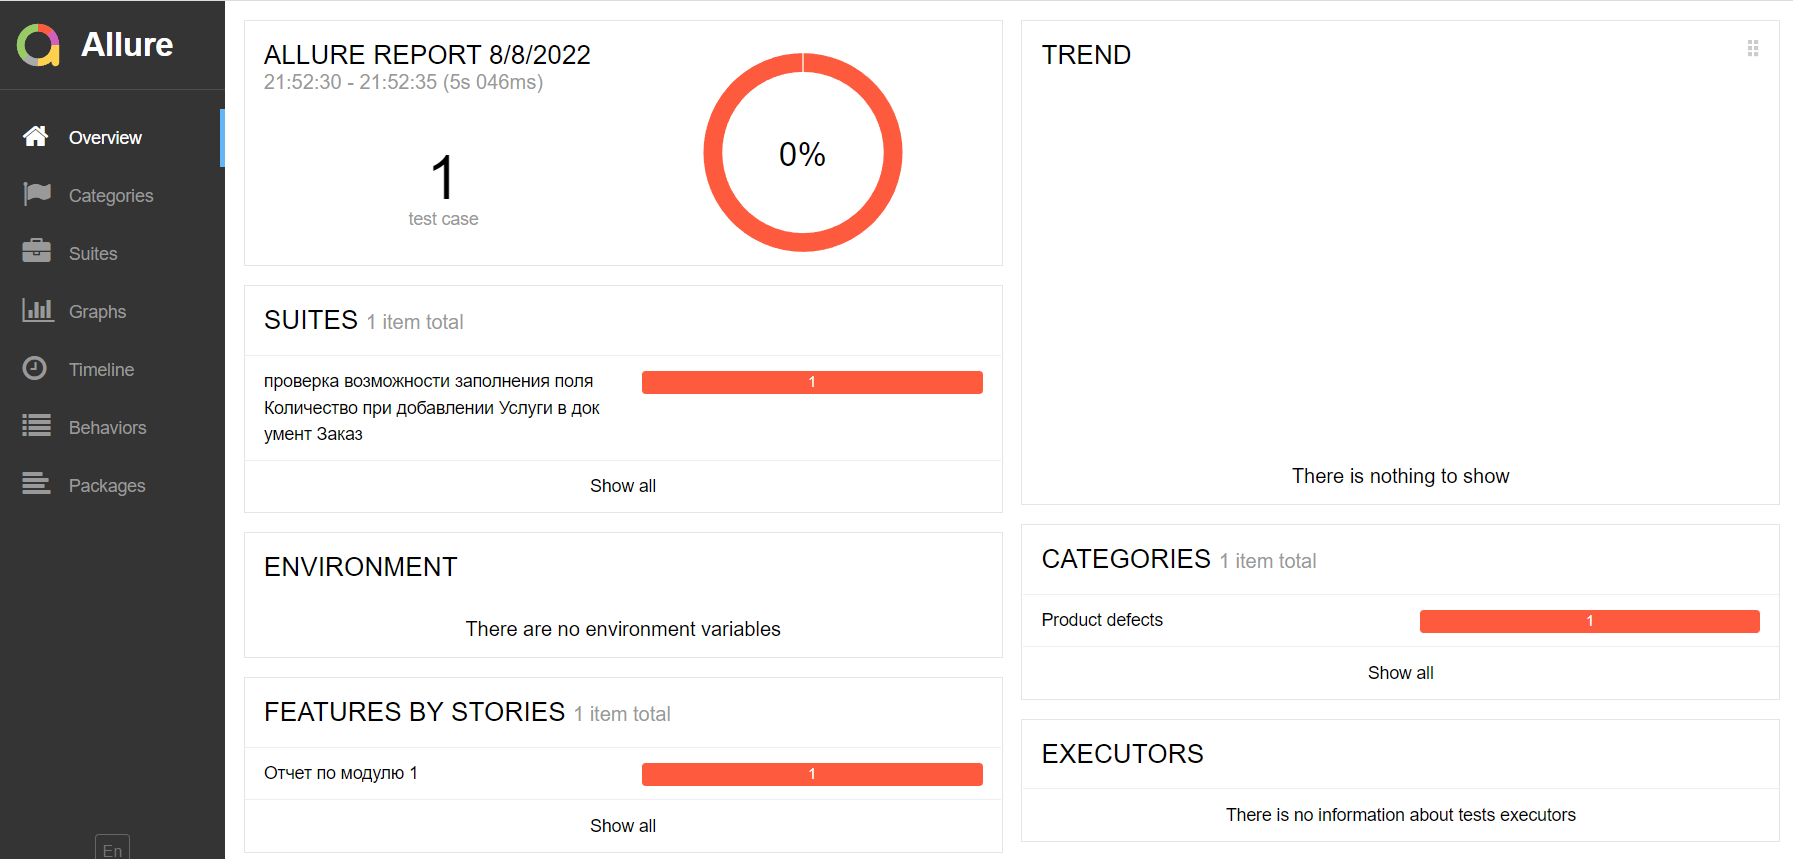 Allure
Overview
Categories
Suites
Graphs
Timeline
Behaviors
Packages
En
ALLURE REPORT 8/8/2022
21:52:30 - 21:52:35 (5s 046ms)
1
test case
0%
SUITES 1 item total
проверка возможности заполнения поля
Количество при добавлении Услуги в док
умент Заказ
1
Show all
ENVIRONMENT
There are no environment variables
FEATURES BY STORIES 1 item total
Отчет по модулю 1
1
Show all
TREND
There is nothing to show
CATEGORIES 1 item total
Product defects
1
Show all
EXECUTORS
There is no information about tests executors